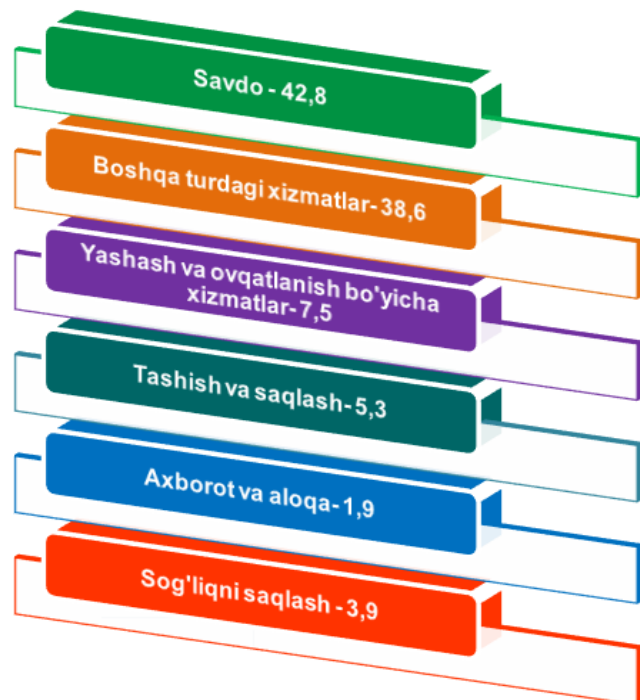 Savdo - 42,8
Boshqa turdagi xizmatlar- 38,6
Yashash va ovqatlanish bo'yicha
xizmatlar-7,5
Tashish va saqlash- 5,3
Axborot va aloqa- 1,9
Sog'liqni saqlash - 3,9